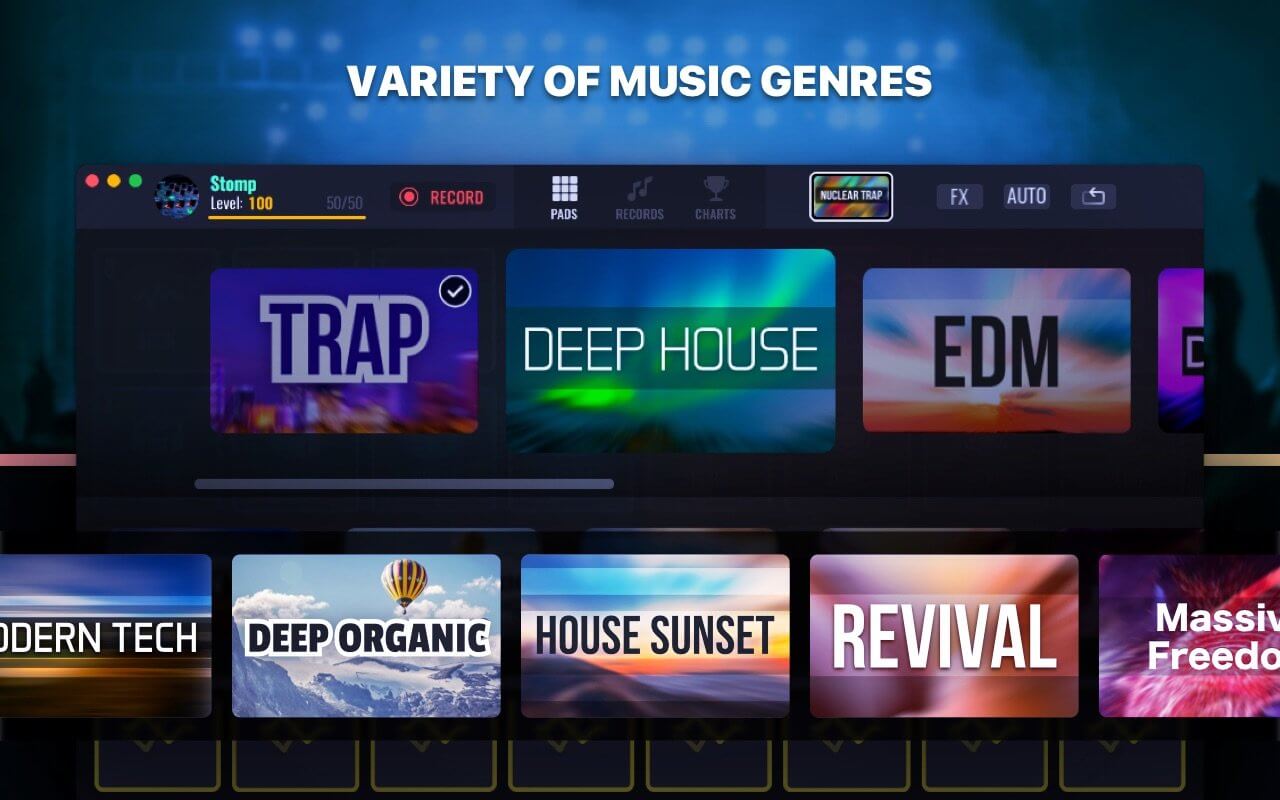 VARIETY OF MUSIC GENRES
Stomp
Level: 100
50/50
RECORD
PADS
RECORDS
CHARTS
NUCLEAR TRAP
FX
AUTO
TRAP
DEEP HOUSE
EDM
D
ODERN TECH
DEEP ORGANIC
HOUSE SUNSET
REVIVAL
Massiv
Freedo